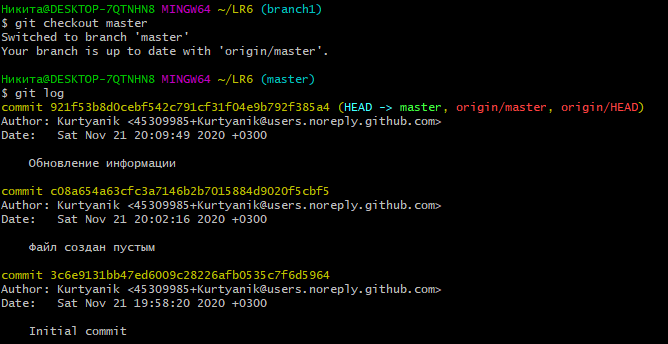 Никита@DESKTOP-7QTNHN8 MINGW64 ~/LR6 (branch1)
$ git checkout master
Switched to branch 'master'
Your branch is up to date with 'origin/master'.
Никита@DESKTOP-7QTNHN8 MINGW64 ~/LR6 (master)
$ git log
commit 921f53b8d0cebf542c791cf31f04e9b792f385a4 (HEAD -> master, origin/master, origin/HEAD)
Author: Kurtyanik <45309985+Kurtyanik@users.noreply.github.com>
Date:   Sat Nov 21 20:09:49 2020 +0300
Обновление информации
commit c08a654a63cfc3a7146b2b7015884d9020f5cbf5
Author: Kurtyanik <45309985+Kurtyanik@users.noreply.github.com>
Date:   Sat Nov 21 20:02:16 2020 +0300
Файл создан пустым
commit 3c6e9131bb47ed6009c28226afb0535c7f6d5964
Author: Kurtyanik <45309985+Kurtyanik@users.noreply.github.com>
Date:   Sat Nov 21 19:58:20 2020 +0300
Initial commit